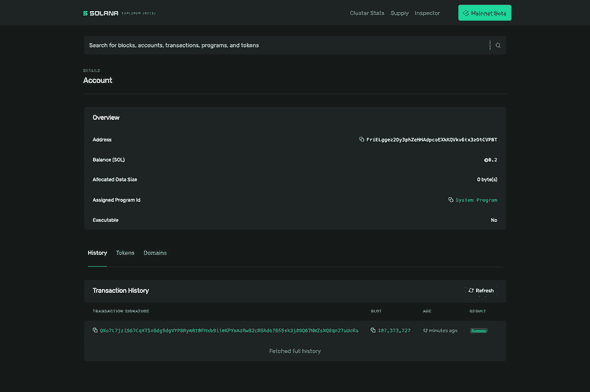 SOLANA EXPLORER (BETA)
Cluster Stats Supply Inspector Mainnet Beta
Search for blocks, accounts, transactions, programs, and tokens
DETAILS
Account
Overview
Address
Balance (SOL) ◎0.2
Allocated Data Size 0 byte(s)
Assigned Program Id System Program
Executable No
History Tokens Domains
Transaction History Refresh
TRANSACTION SIGNATURE SLOT AGE RESULT
187,373,727 12 minutes ago
Fetched full history